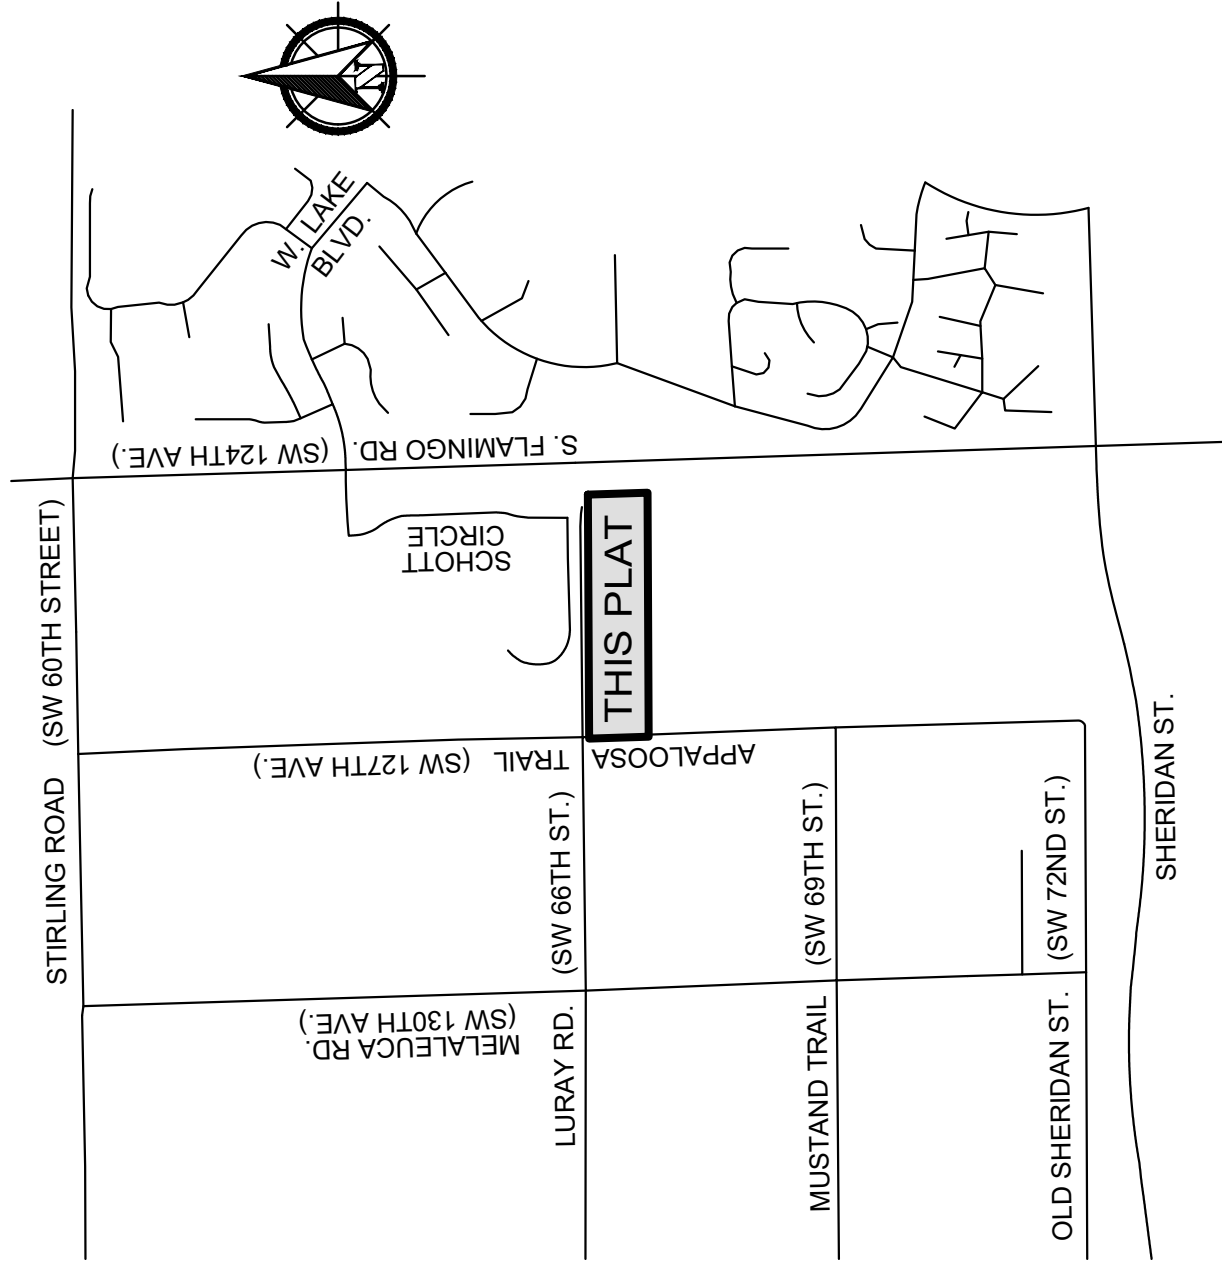 N
W. LAKE
BLVD.
S. FLAMINGO RD. (SW 124TH AVE.)
STIRLING ROAD (SW 60TH STREET)
SCHOTT
CIRCLE
THIS PLAT
APPALOOSA TRAIL (SW 127TH AVE.)
LURAY RD. (SW 66TH ST.)
MUSTAND TRAIL (SW 69TH ST.)
OLD SHERIDAN ST. (SW 72ND ST.)
SHERIDAN ST.
MELALEUCA RD.
(SW 130TH AVE.)